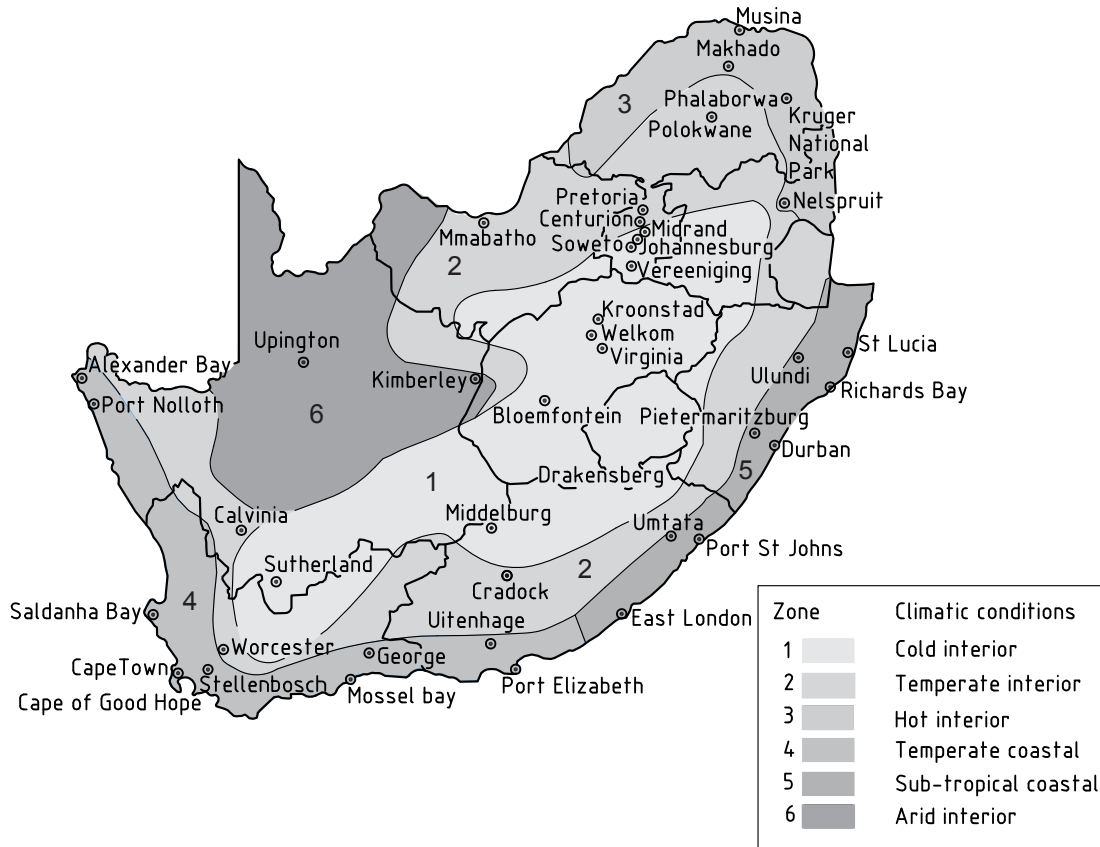 Musina
Makhado
3
Phalaborwa
Kruger
National
Park
Polokwane
Pretoria
Nelspruit
Centurion
Midrand
Mmabatho
Soweto
Johannesburg
2
Vereeniging
Kroonstad
Upington
Welkom
St Lucia
Virginia
Alexander Bay
Kimberley
Ulundi
Richards Bay
Port Nolloth
6
Bloemfontein
Pietermaritzburg
Durban
5
Drakensberg
1
Calvinia
Middelburg
Umtata
Port St Johns
Sutherland
2
Cradock
4
Saldanha Bay
Uitenhage
East London
Worcester
George
CapeTown
Stellenbosch
Port Elizabeth
Mossel bay
Cape of Good Hope
Zone Climatic conditions
1 Cold interior
2 Temperate interior
3 Hot interior
4 Temperate coastal
5 Sub-tropical coastal
6 Arid interior